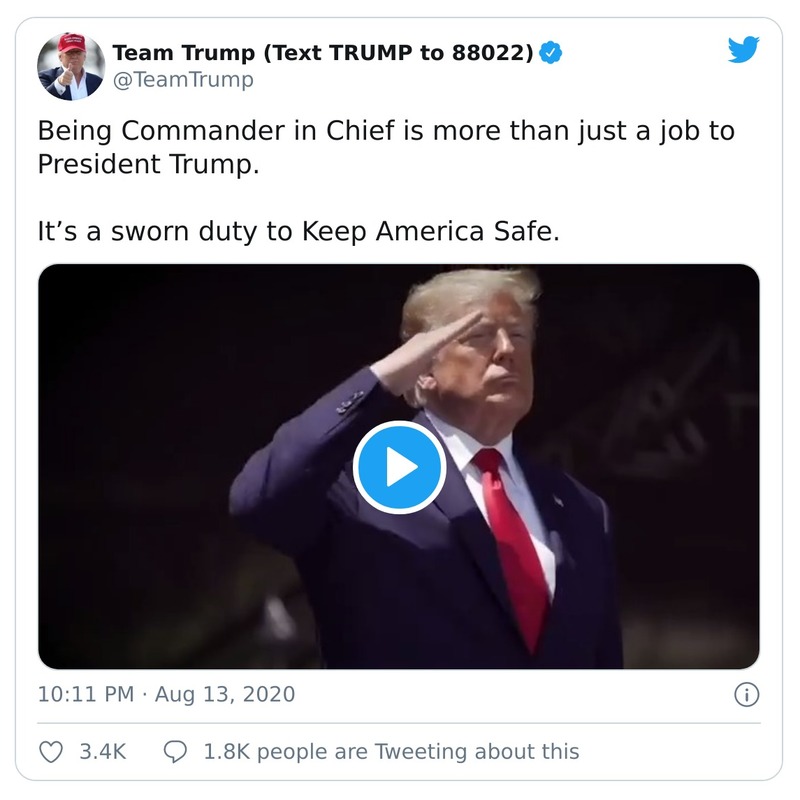 Team Trump (Text TRUMP to 88022)
@TeamTrump
Being Commander in Chief is more than just a job to
President Trump.
It’s a sworn duty to Keep America Safe.
10:11 PM · Aug 13, 2020
3.4K
1.8K people are Tweeting about this